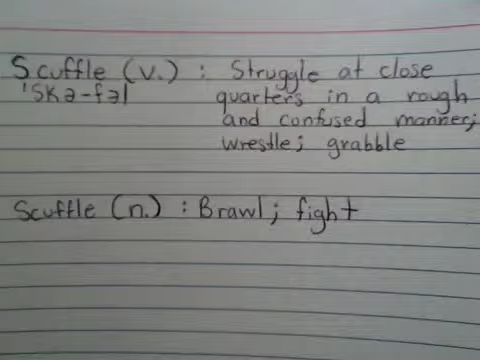 Scuffle (v.) : Struggle at close
'skə-fəl quarters in a rough
and confused manner;
wrestle; grabble
Scuffle (n.) : Brawl; fight